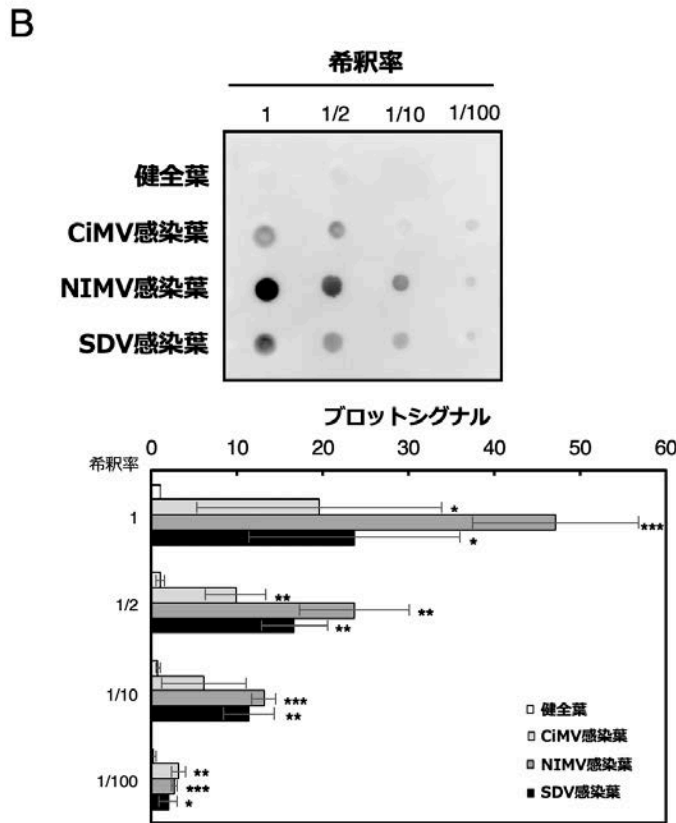 B
希釈率
1 1/2 1/10 1/100
健全葉
CiMV感染葉
NIMV感染葉
SDV感染葉
ブロットシグナル
希釈率 0 10 20 30 40 50 60
1 * *** *
1/2 ** ** **
1/10 *** **
1/100 ** *** *
健全葉
CiMV感染葉
NIMV感染葉
SDV感染葉